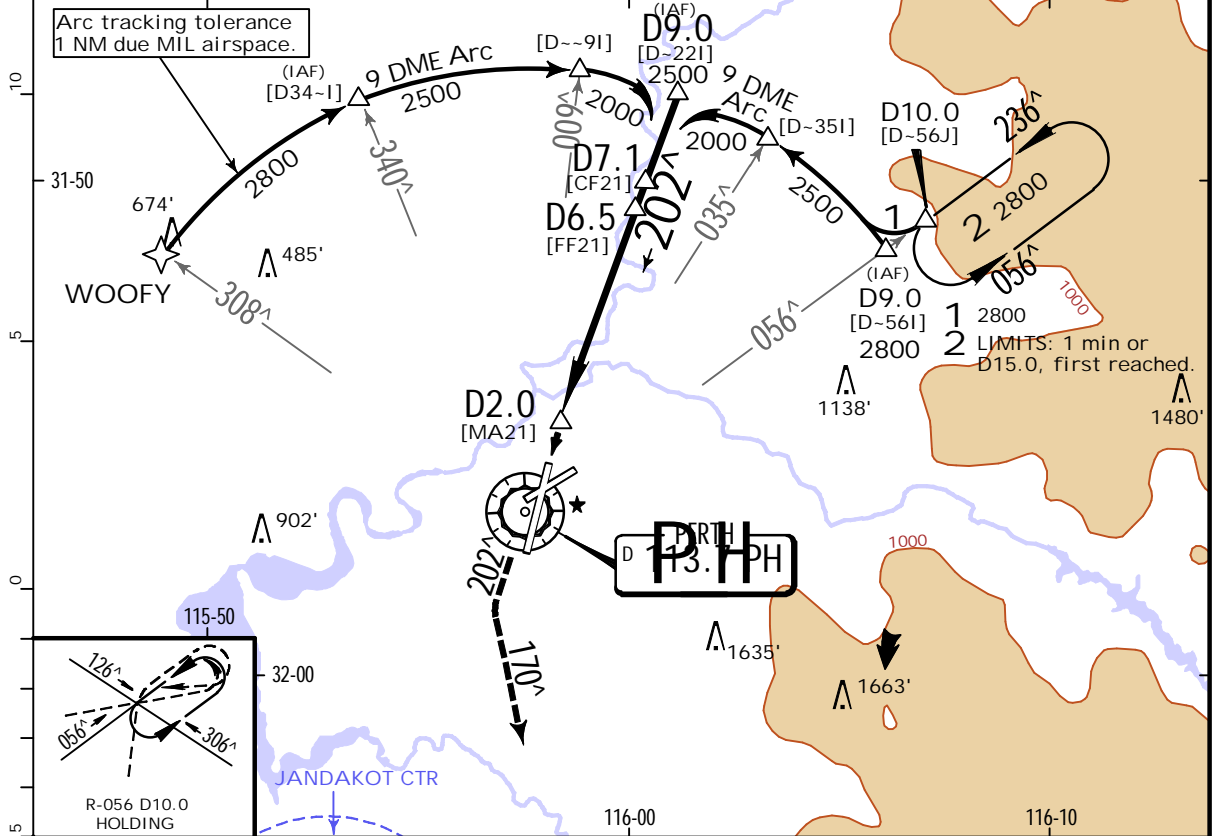 Arc tracking tolerance
1 NM due MIL airspace.
(IAF)
[D34~I]
9 DME Arc
2500
[D~~9I]
2000
(IAF)
D9.0
[D~22I]
2500
9 DME
Arc
2000
[D~35I]
D10.0
[D~56J]
236^
2 2800
056^
2500
1
2800
340^
009^
D7.1
[CF21]
D6.5
[FF21]
202^
035^
056^
(IAF)
D9.0
[D~56I]
2800
1 2800
2 LIMITS: 1 min or
D15.0, first reached.
1000
674'
485'
WOOFY
308^
10
31-50
5
1138'
1480'
D2.0
[MA21]
902'
PERTH
D 113.7 PH
PH
1000
202^
170^
1635'
1663'
0
115-50
32-00
126^
056^
306^
R-056 D10.0
HOLDING
JANDAKOT CTR
116-00
116-10
5